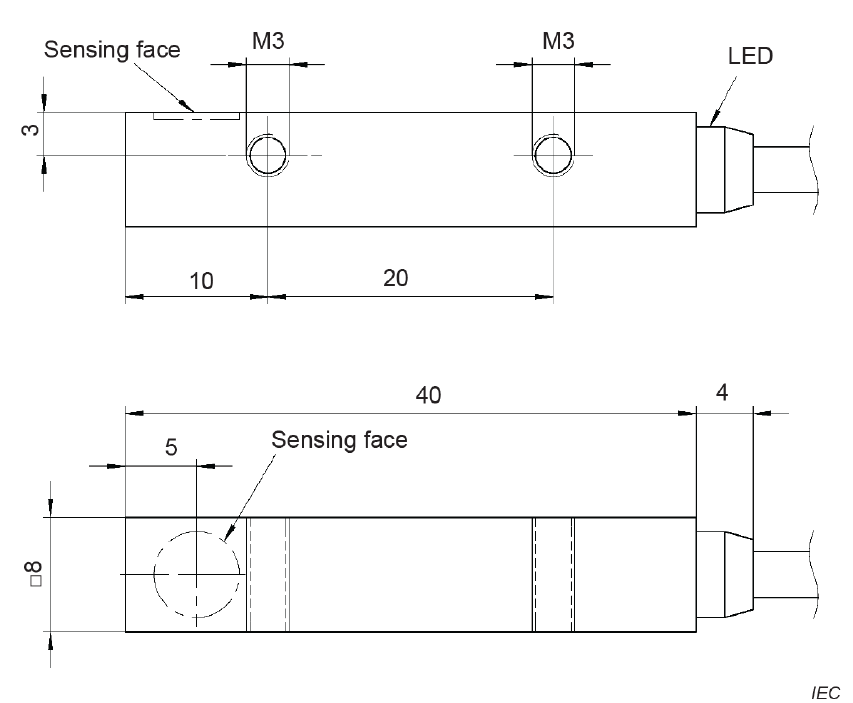 Sensing face
M3
M3
LED
3
10
20
40
4
5
Sensing face
□8
IEC